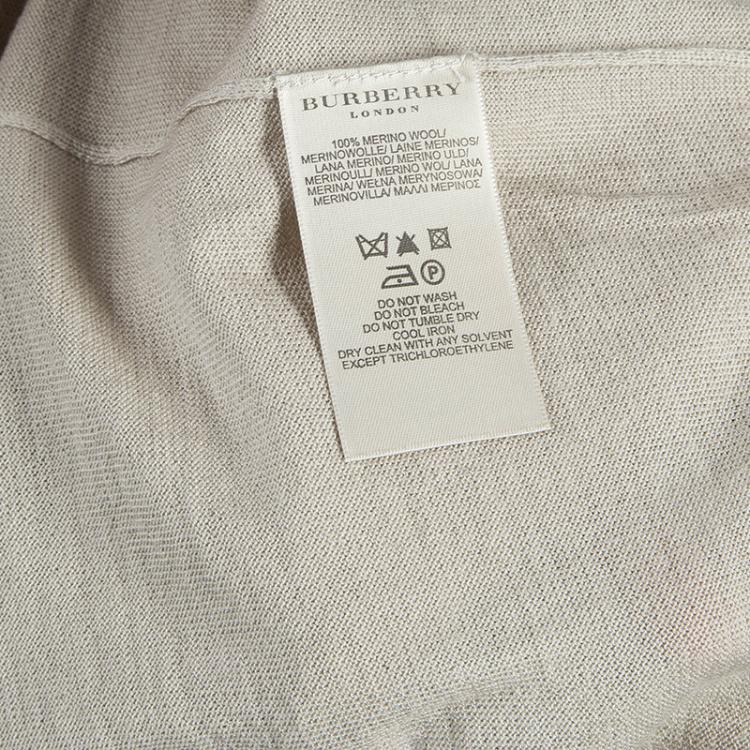 BURBERRY
LONDON
100% MERINO WOOL/
MERINOWOLLE/ LAINE MERINOS/
LANA MERINO/ MERINO ULD/
MERINOULL/ MERINO WOL/ LANA
MERINA/ WEŁNA MERYNOSOWA/
MERINOVILLA/ ΜΑΛΛΙ ΜΕΡΙΝΟΣ
P
DO NOT WASH
DO NOT BLEACH
DO NOT TUMBLE DRY
COOL IRON
DRY CLEAN WITH ANY SOLVENT
EXCEPT TRICHLOROETHYLENE